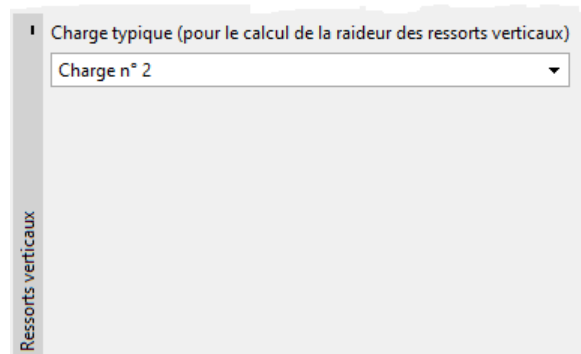 Charge typique (pour le calcul de la raideur des ressorts verticaux)
Charge n° 2
Ressorts verticaux